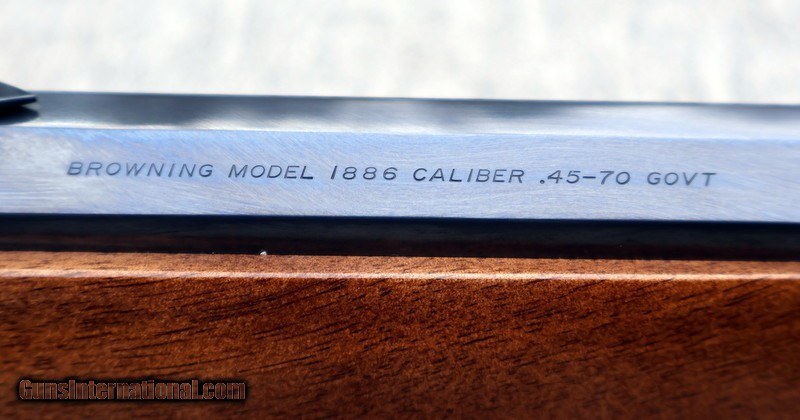 BROWNING MODEL 1886 CALIBER .45-70 GOVT
GunsInternational.com